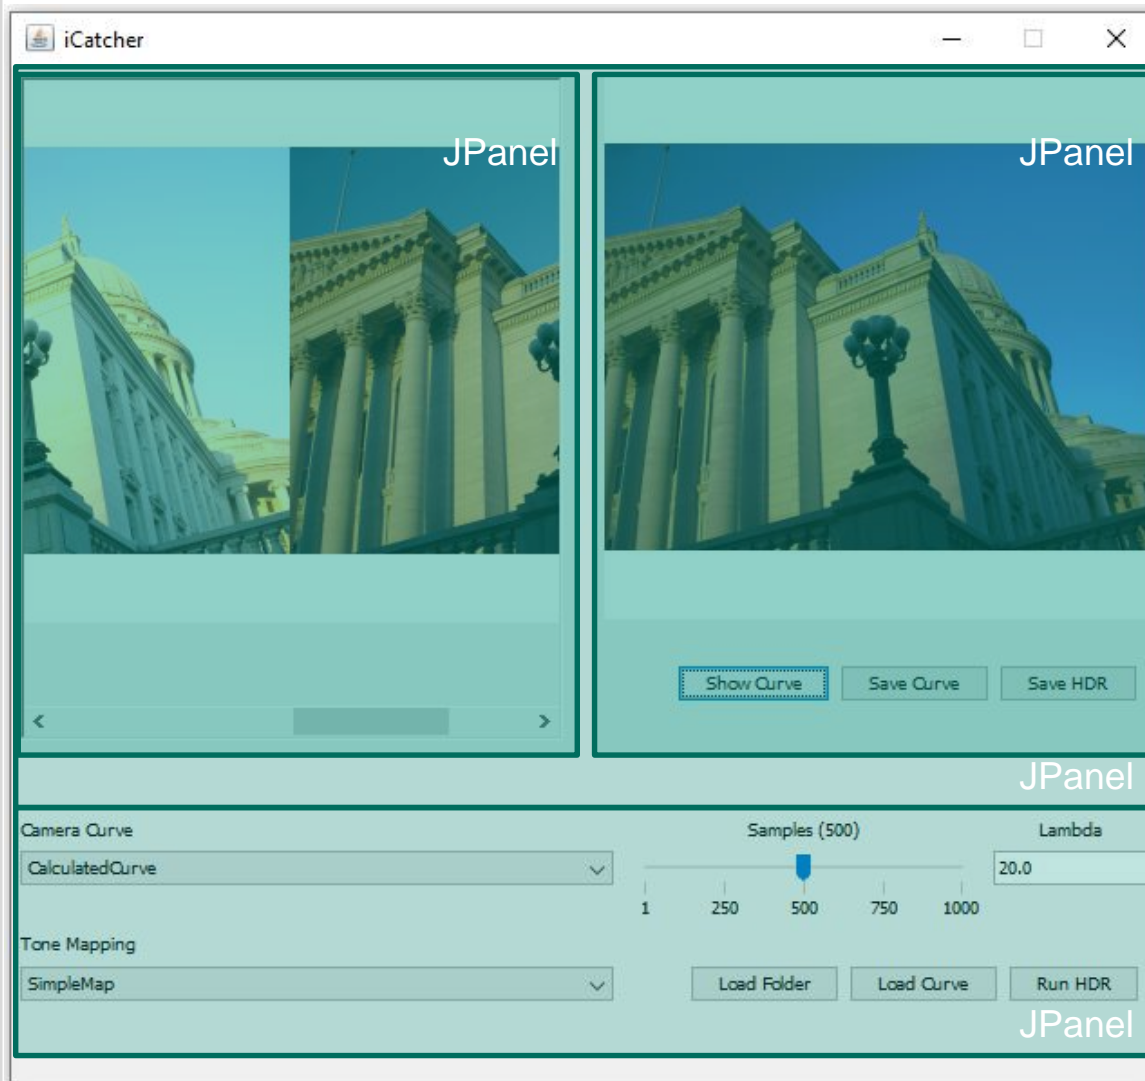 iCatcher
JPanel
JPanel
Show Curve Save Curve Save HDR
JPanel
Camera Curve Samples (500) Lambda
CalculatedCurve 20.0
1 250 500 750 1000
Tone Mapping
SimpleMap Load Folder Load Curve Run HDR
JPanel